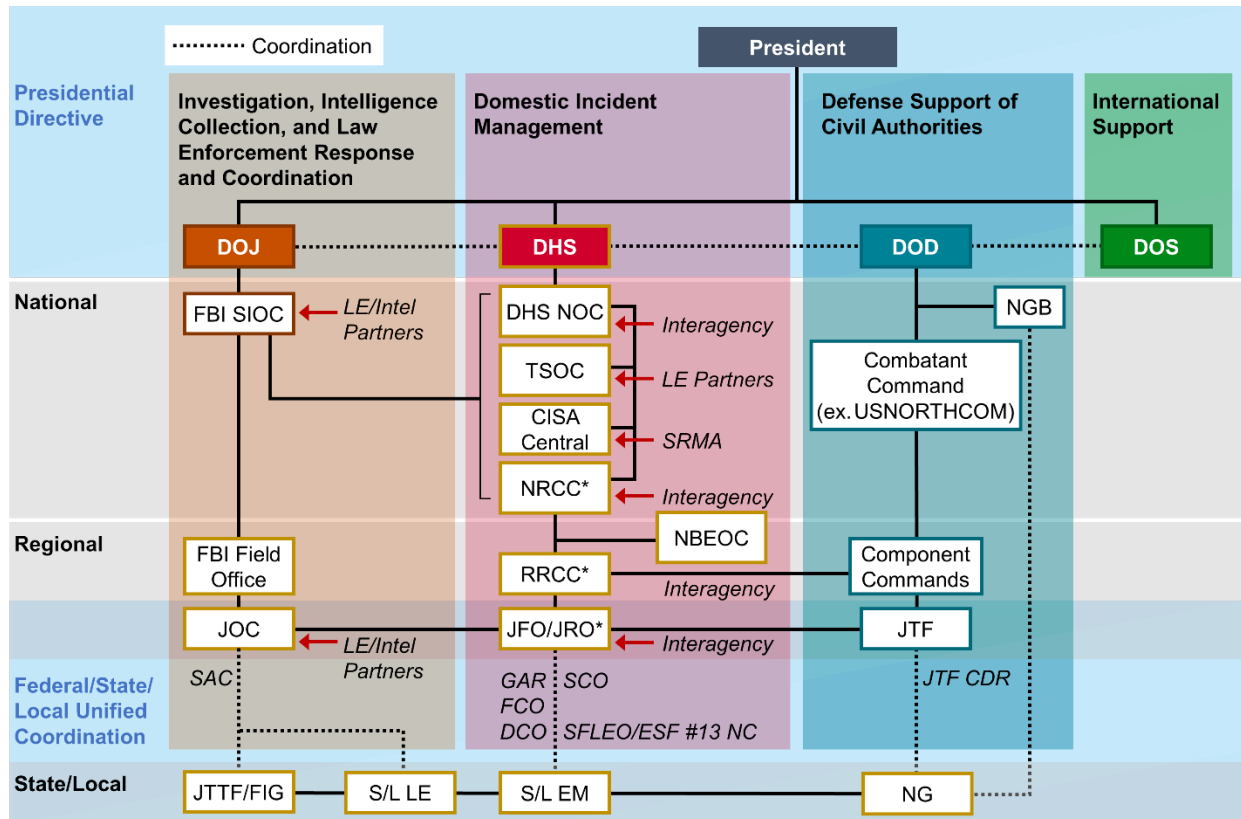 Coordination
President
Presidential
Directive
Investigation, Intelligence
Collection, and Law
Enforcement Response
and Coordination
Domestic Incident
Management
Defense Support of
Civil Authorities
International
Support
DOJ
DHS
DOD
DOS
National
FBI SIOC
LE/Intel
Partners
DHS NOC
Interagency
TSOC
LE Partners
CISA
Central
SRMA
NRCC*
Interagency
NGB
Combatant
Command
(ex. USNORTHCOM)
Regional
FBI Field
Office
NBEOC
RRCC*
Interagency
Component
Commands
JOC
LE/Intel
Partners
JFO/JRO*
Interagency
JTF
Federal/State/
Local Unified
Coordination
SAC
GAR SCO
FCO
DCO SFLEO/ESF #13 NC
JTF CDR
State/Local
JTTF/FIG
S/L LE
S/L EM
NG